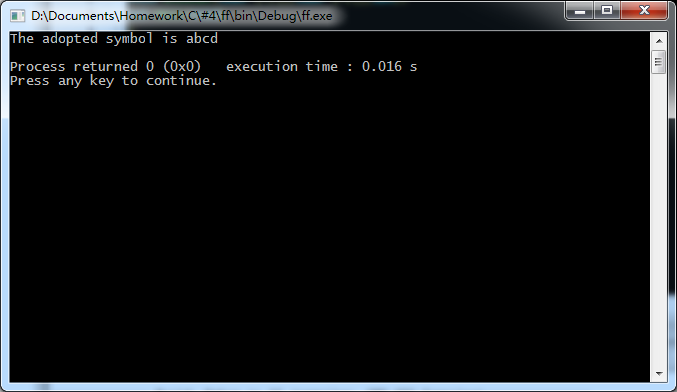 D:\Documents\Homework\C\#4\ff\bin\Debug\ff.exe
The adopted symbol is abcd
Process returned 0 (0x0)   execution time : 0.016 s
Press any key to continue.